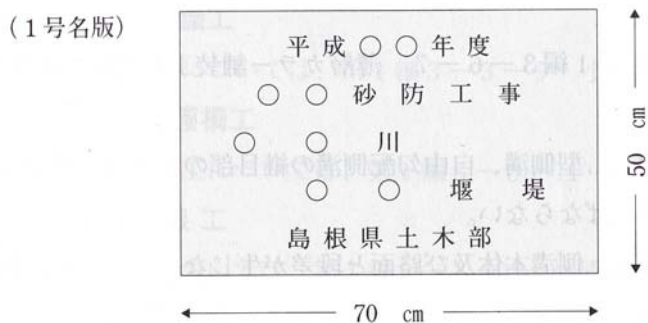 (1号名版)
平成○○年度
○○砂防工事
○○川
○○堰堤
島根県土木部
50 cm
70 cm